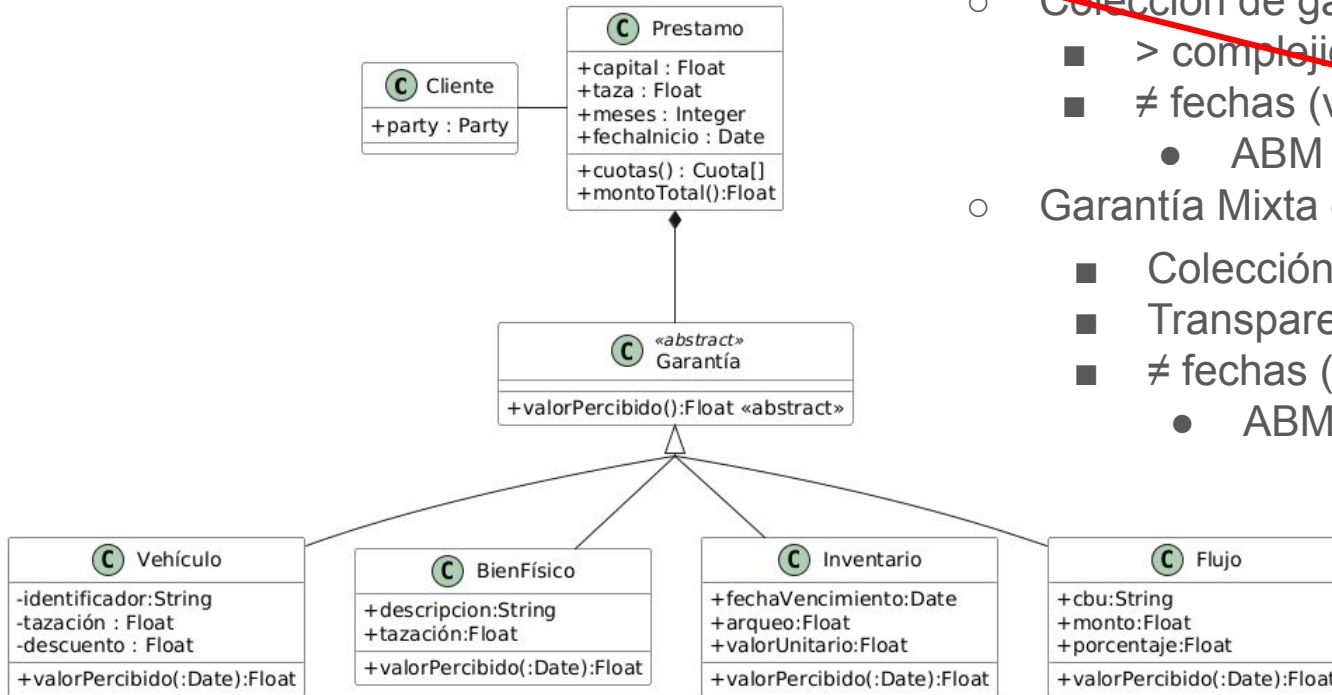 C Prestamo
+capital : Float
+taza : Float
+meses : Integer
+fechaInicio : Date
+cuotas() : Cuota[]
+montoTotal():Float
C Cliente
+party : Party
○ Colección de
■ >
■ ≠ fechas
● ABM
○ Garantía Mixta
■ Colección
■
■ ≠ fechas (
● ABM
C «abstract»
Garantía
+valorPercibido():Float «abstract»
C Vehículo
-identificador:String
-tazación : Float
-descuento : Float
+valorPercibido(:Date):Float
C BienFísico
+descripcion:String
+tazación:Float
+valorPercibido(:Date):Float
C Inventario
+fechaVencimiento:Date
+arqueo:Float
+valorUnitario:Float
+valorPercibido(:Date):Float
C Flujo
+cbu:String
+monto:Float
+porcentaje:Float
+valorPercibido(:Date):Float